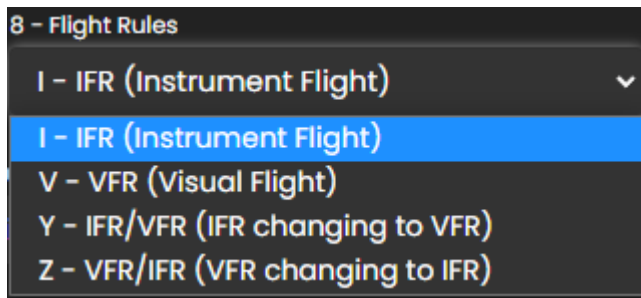 8 - Flight Rules
I - IFR (Instrument Flight)
I - IFR (Instrument Flight)
V - VFR (Visual Flight)
Y - IFR/VFR (IFR changing to VFR)
Z - VFR/IFR (VFR changing to IFR)